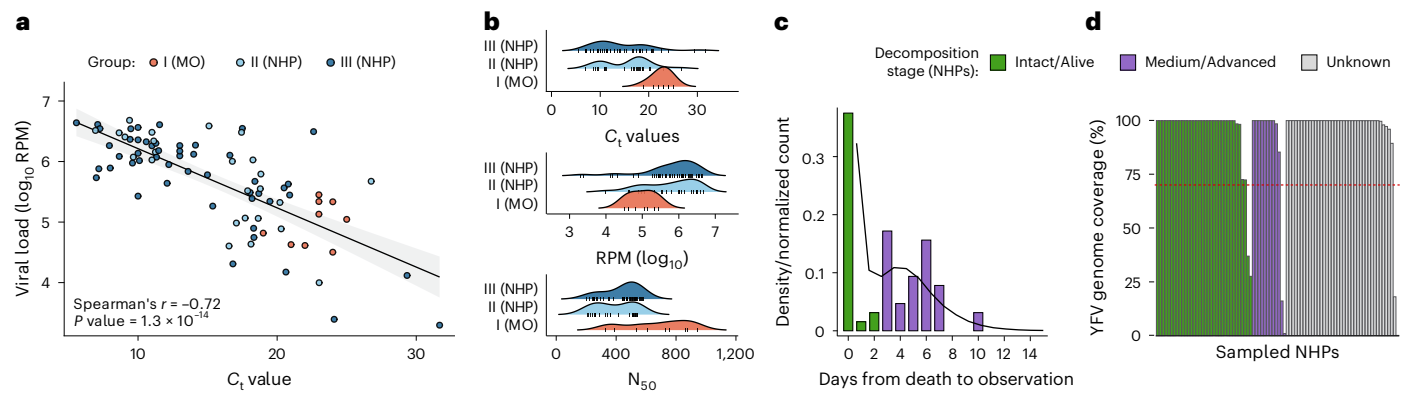 a
Group: I (MO) II (NHP) III (NHP)
Viral load (log10 RPM)
7
6
5
4
Spearman's r = –0.72
P value = 1.3 × 10–14
10 20 30
Ct value
b
III (NHP)
II (NHP)
I (MO)
0 10 20 30
Ct values
III (NHP)
II (NHP)
I (MO)
3 4 5 6 7
RPM (log10)
III (NHP)
II (NHP)
I (MO)
0 400 800 1,200
N50
c
Decomposition
stage (NHPs): Intact/Alive Medium/Advanced Unknown
Density/normalized count
0.3
0.2
0.1
0
0 2 4 6 8 10 12 14
Days from death to observation
d
YFV genome coverage (%)
100
75
50
25
0
Sampled NHPs